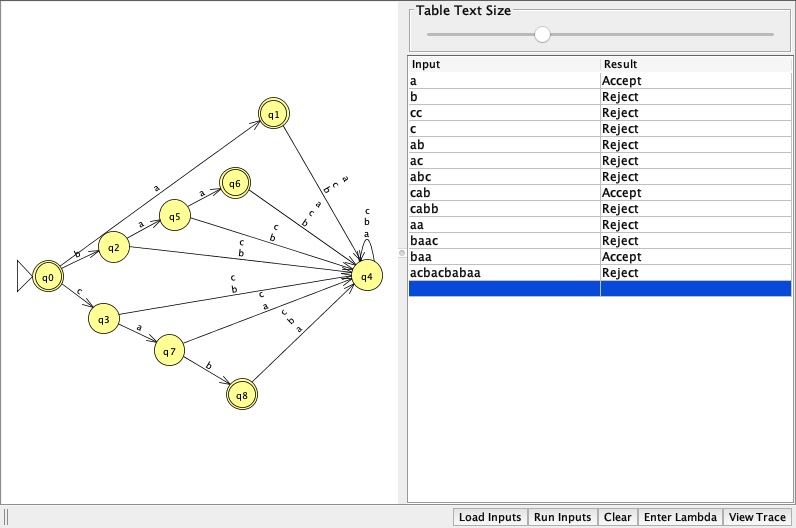 Table Text Size
Input Result
a Accept
b Reject
cc Reject
c Reject
ab Reject
ac Reject
abc Reject
cab Accept
cabb Reject
aa Reject
baac Reject
baa Accept
acbacbabaa Reject
q1
a
a
c
b
q6
a
a
c
b
q5
c
b
c
b
a
a
q2
c
b
b
q0
q4
c
c
b
q3
c
a
a
q7
c
b
a
b
q8
Load Inputs Run Inputs Clear Enter Lambda View Trace